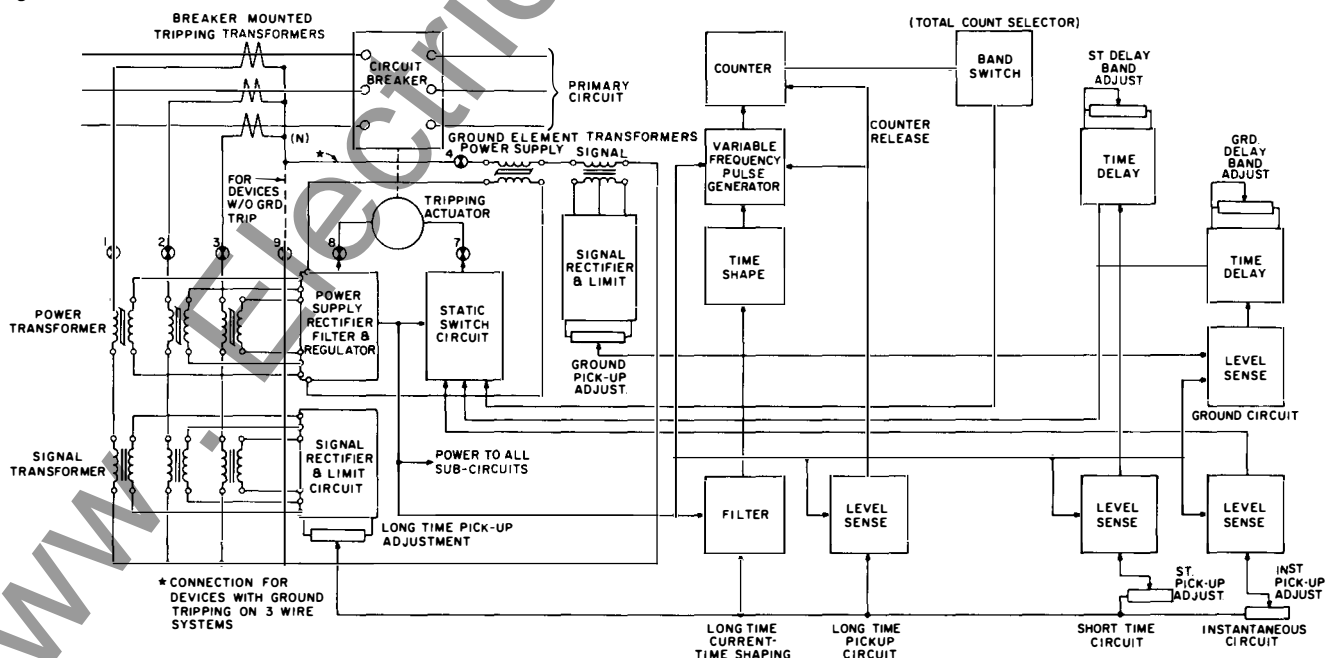 BREAKER MOUNTED
TRIPPING TRANSFORMERS
CIRCUIT
BREAKER
PRIMARY
CIRCUIT
(N)
★
FOR
DEVICES
W/O GRD
TRIP
GROUND ELEMENT TRANSFORMERS
POWER SUPPLY
SIGNAL
4
TRIPPING
ACTUATOR
1
2
3
9
8
7
POWER
TRANSFORMER
POWER
SUPPLY
RECTIFIER
FILTER &
REGULATOR
STATIC
SWITCH
CIRCUIT
SIGNAL
RECTIFIER
& LIMIT
GROUND
PICK-UP
ADJUST.
SIGNAL
TRANSFORMER
SIGNAL
RECTIFIER
& LIMIT
CIRCUIT
POWER TO ALL
SUB-CIRCUITS
LONG TIME PICK-UP
ADJUSTMENT
★ CONNECTION FOR
DEVICES WITH GROUND
TRIPPING ON 3 WIRE
SYSTEMS
COUNTER
(TOTAL COUNT SELECTOR)
BAND
SWITCH
COUNTER
RELEASE
VARIABLE
FREQUENCY
PULSE
GENERATOR
TIME
SHAPE
FILTER
LEVEL
SENSE
LONG TIME
CURRENT-
TIME SHAPING
LONG TIME
PICKUP
CIRCUIT
ST DELAY
BAND
ADJUST
TIME
DELAY
GRD.
DELAY
BAND
ADJUST
TIME
DELAY
LEVEL
SENSE
GROUND CIRCUIT
LEVEL
SENSE
LEVEL
SENSE
ST.
PICK-UP
ADJUST.
INST
PICK-UP
ADJUST
SHORT TIME
CIRCUIT
INSTANTANEOUS
CIRCUIT
www. Electric